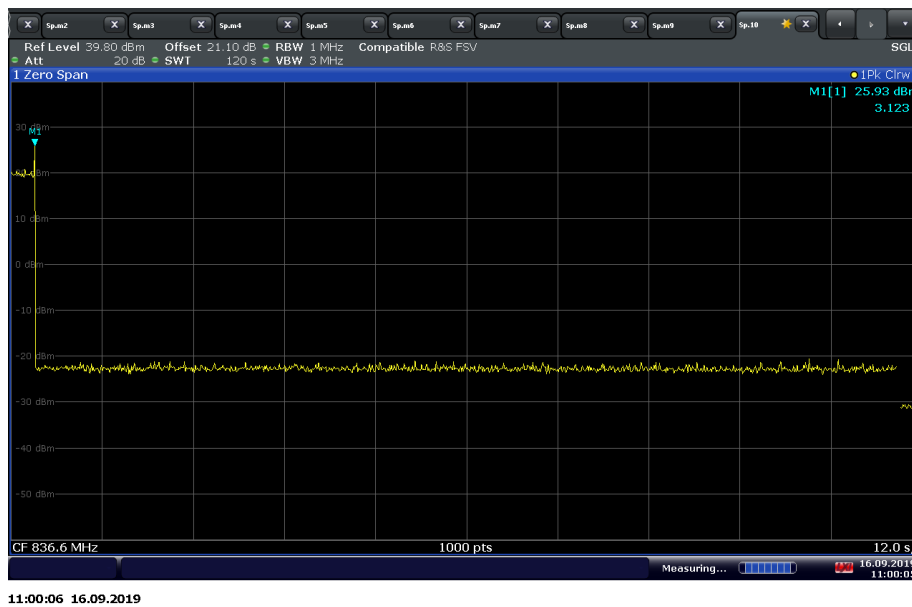 X Sp.m2 X Sp.m3 X Sp.m4 X Sp.m5 X Sp.m6 X Sp.m7 X Sp.m8 X Sp.m9 X Sp.10 X
Ref Level 39.80 dBm Offset 21.10 dB RBW 1 MHz Compatible R&S FSV SGL
Att 20 dB SWT 120 s VBW 3 MHz
1 Zero Span 1Pk Clrw
M1[1] 25.93 dBm
3.123
30 dBm
M1
10 dBm
0 dBm
-10 dBm
-20 dBm
-30 dBm
-40 dBm
-50 dBm
CF 836.6 MHz 1000 pts 12.0 s
Measuring... 16.09.2019
11:00:05
11:00:06 16.09.2019